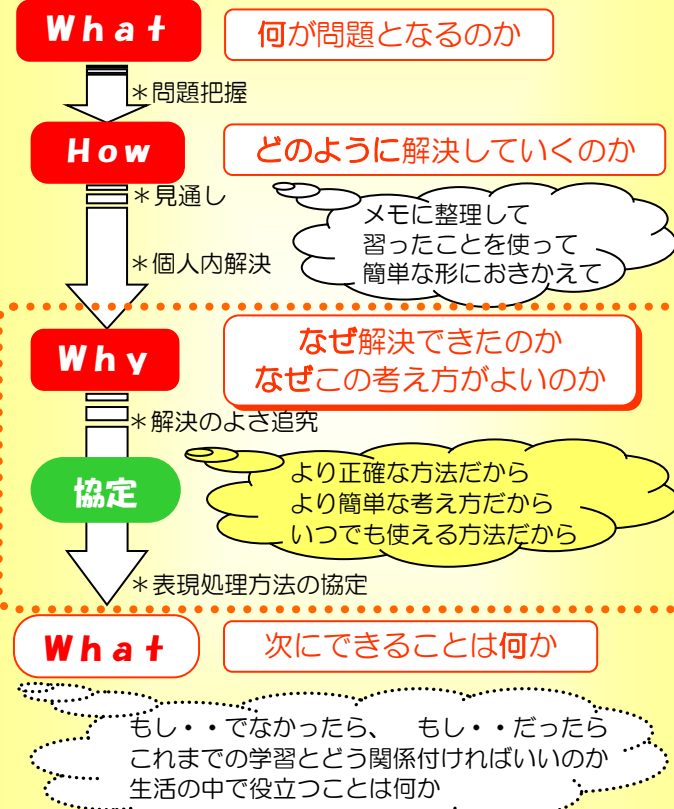 What
何が問題となるのか
＊問題把握
How
どのように解決していくのか
＊見通し
メモに整理して
習ったことを使って
簡単な形におきかえて
＊個人内解決
Why
なぜ解決できたのか
なぜこの考え方がよいのか
＊解決のよさ追究
協定
より正確な方法だから
より簡単な考え方だから
いつでも使える方法だから
＊表現処理方法の協定
What
次にできることは何か
もし・・でなかったら、　もし・・だったら
これまでの学習とどう関係付ければいいのか
生活の中で役立つことは何か